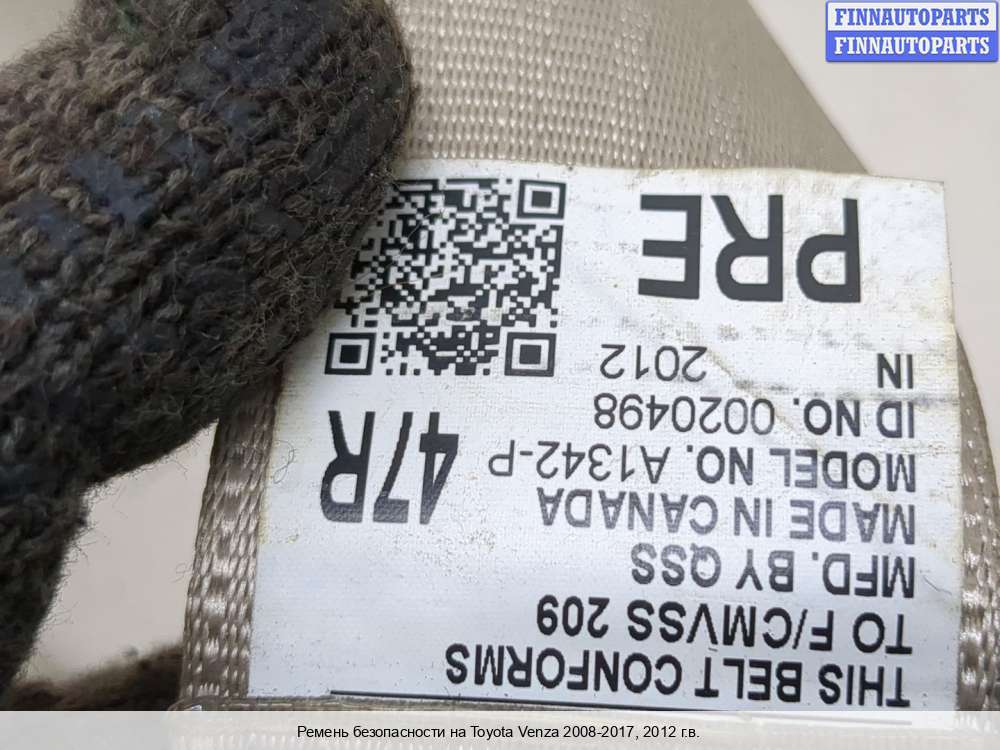 FINNAUTOPARTS
FINNAUTOPARTS
THIS BELT CONFORMS
TO F/CMVSS 209
MFD. BY QSS
MADE IN CANADA
MODEL NO. A1342-P
ID NO. 0020498
IN 2012
47R
PRE
Ремень безопасности на Toyota Venza 2008-2017, 2012 г.в.